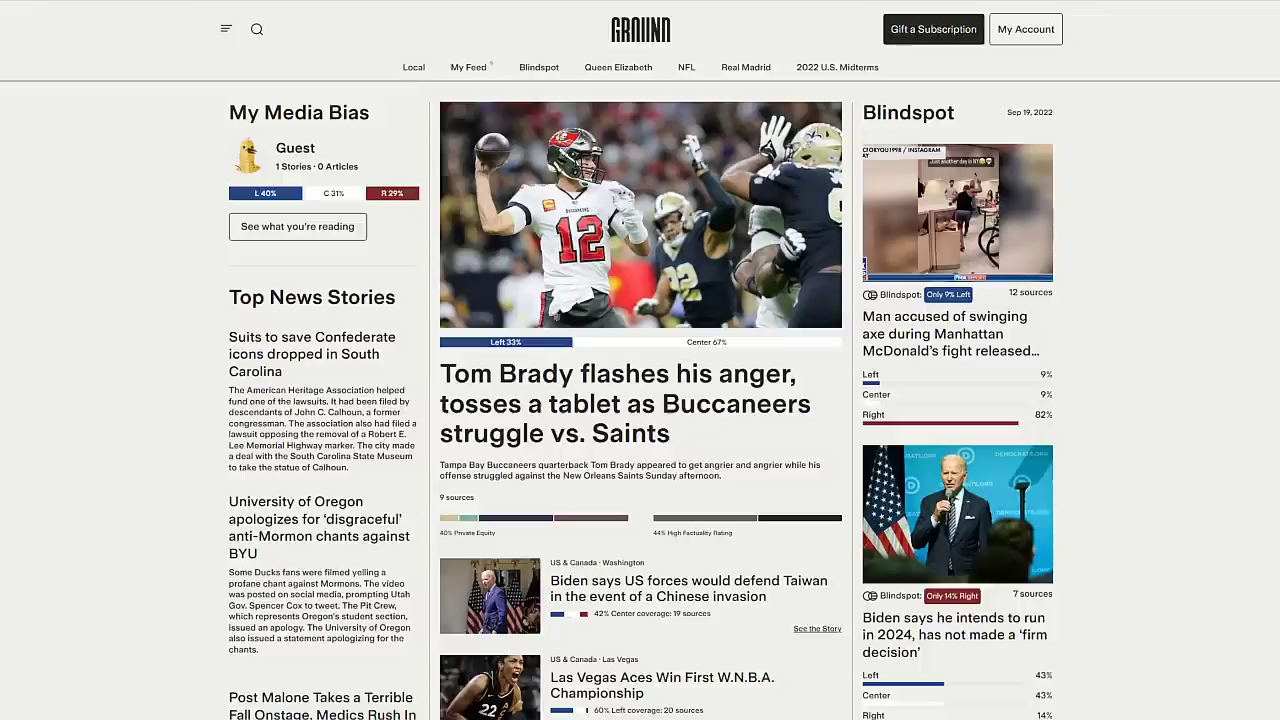 GROUND
Gift a Subscription
My Account
Local
My Feed
Blindspot
Queen Elizabeth
NFL
Real Madrid
2022 U.S. Midterms
My Media Bias
Guest
1 Stories · 0 Articles
L 40%
C 31%
R 29%
See what you're reading
Top News Stories
Suits to save Confederate
icons dropped in South
Carolina
The American Heritage Association helped
fund one of the lawsuits. It had been filed by
descendants of John C. Calhoun, a former
congressman. The association also had filed a
lawsuit opposing the removal of a Robert E.
Lee Memorial Highway marker. The city made
a deal with the South Carolina State Museum
to take the statue of Calhoun.
University of Oregon
apologizes for ‘disgraceful’
anti-Mormon chants against
BYU
Some Ducks fans were filmed yelling a
profane chant against Mormons. The video
was posted on social media, prompting Utah
Gov. Spencer Cox to tweet. The Pit Crew,
which represents Oregon's student section,
issued an apology. The University of Oregon
also issued a statement apologizing for the
chants.
Post Malone Takes a Terrible
Fall Onstage, Medics Rush In
BUCCANEERS
12
92
Left 33%
Center 67%
Tom Brady flashes his anger,
tosses a tablet as Buccaneers
struggle vs. Saints
Tampa Bay Buccaneers quarterback Tom Brady appeared to get angrier and angrier while his
offense struggled against the New Orleans Saints Sunday afternoon.
9 sources
40% Private Equity
44% High Factuality Rating
US & Canada · Washington
Biden says US forces would defend Taiwan
in the event of a Chinese invasion
42% Center coverage: 19 sources
See the Story
US & Canada · Las Vegas
Las Vegas Aces Win First W.N.B.A.
Championship
60% Left coverage: 20 sources
22
Blindspot
Sep 19, 2022
CFORYOU1998 / INSTAGRAM
AY
Just another day in NY
Blindspot:
Only 9% Left
12 sources
Man accused of swinging
axe during Manhattan
McDonald’s fight released…
Left
9%
Center
9%
Right
82%
DEMOCRATS.ORG
Blindspot:
Only 14% Right
7 sources
Biden says he intends to run
in 2024, has not made a ‘firm
decision’
Left
43%
Center
43%
Right
14%